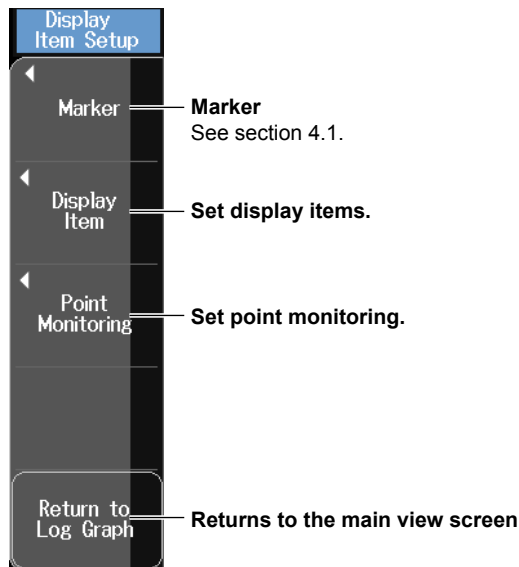 Display
Item Setup
Marker
Marker
See section 4.1.
Display
Item
Set display items.
Point
Monitoring
Set point monitoring.
Return to
Log Graph
Returns to the main view screen